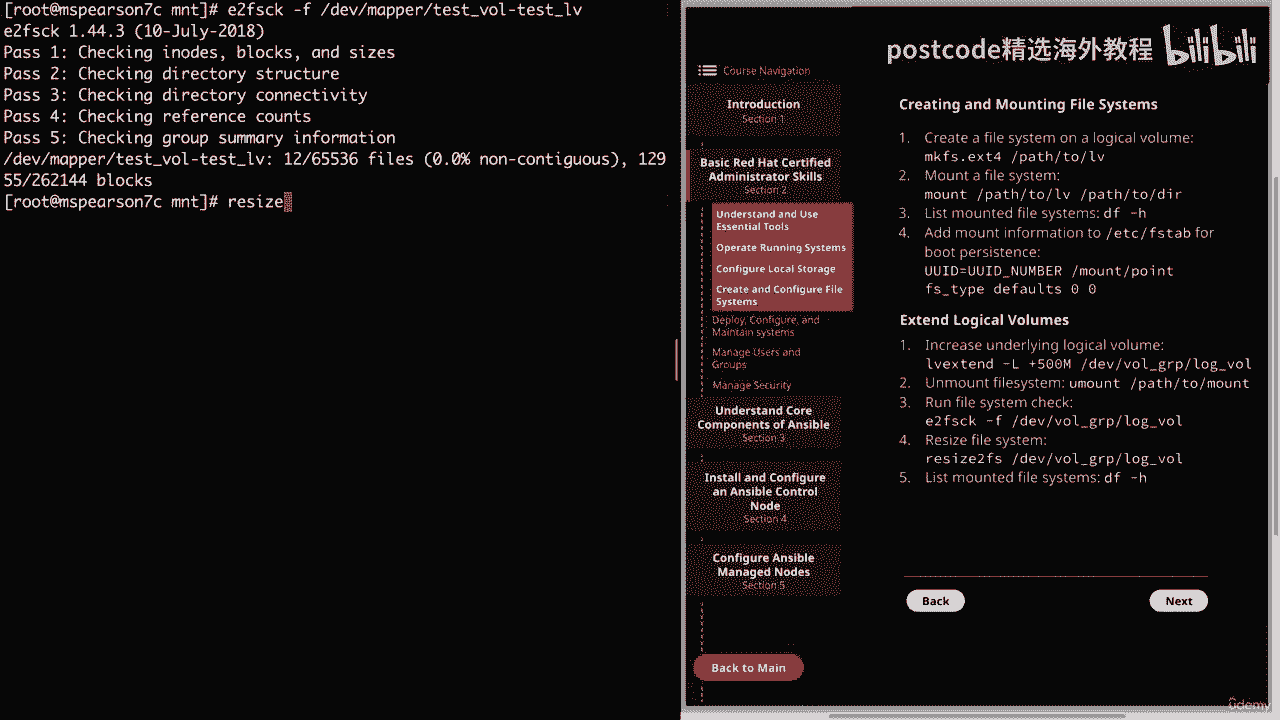 [root@mspearson7c mnt]# e2fsck -f /dev/mapper/test_vol-test_lv
e2fsck 1.44.3 (10-July-2018)
Pass 1: Checking inodes, blocks, and sizes
Pass 2: Checking directory structure
Pass 3: Checking directory connectivity
Pass 4: Checking reference counts
Pass 5: Checking group summary information
/dev/mapper/test_vol-test_lv: 12/65536 files (0.0% non-contiguous), 129
55/262144 blocks
[root@mspearson7c mnt]# resize
postcode精选海外教程 bilibili
Course Navigation
Introduction
Section 1
Basic Red Hat Certified
Administrator Skills
Section 2
Understand and Use
Essential Tools
Operate Running Systems
Configure Local Storage
Create and Configure File
Systems
Deploy, Configure, and
Maintain systems
Manage Users and
Groups
Manage Security
Understand Core
Components of Ansible
Section 3
Install and Configure
an Ansible Control
Node
Section 4
Configure Ansible
Managed Nodes
Section 5
Back to Main
Creating and Mounting File Systems
1. Create a file system on a logical volume:
mkfs.ext4 /path/to/lv
2. Mount a file system:
mount /path/to/lv /path/to/dir
3. List mounted file systems: df -h
4. Add mount information to /etc/fstab for
boot persistence:
UUID=UUID_NUMBER /mount/point
fs_type defaults 0 0
Extend Logical Volumes
1. Increase underlying logical volume:
lvextend -L +500M /dev/vol_grp/log_vol
2. Unmount filesystem: umount /path/to/mount
3. Run file system check:
e2fsck -f /dev/vol_grp/log_vol
4. Resize file system:
resize2fs /dev/vol_grp/log_vol
5. List mounted file systems: df -h
Back
Next
Udemy